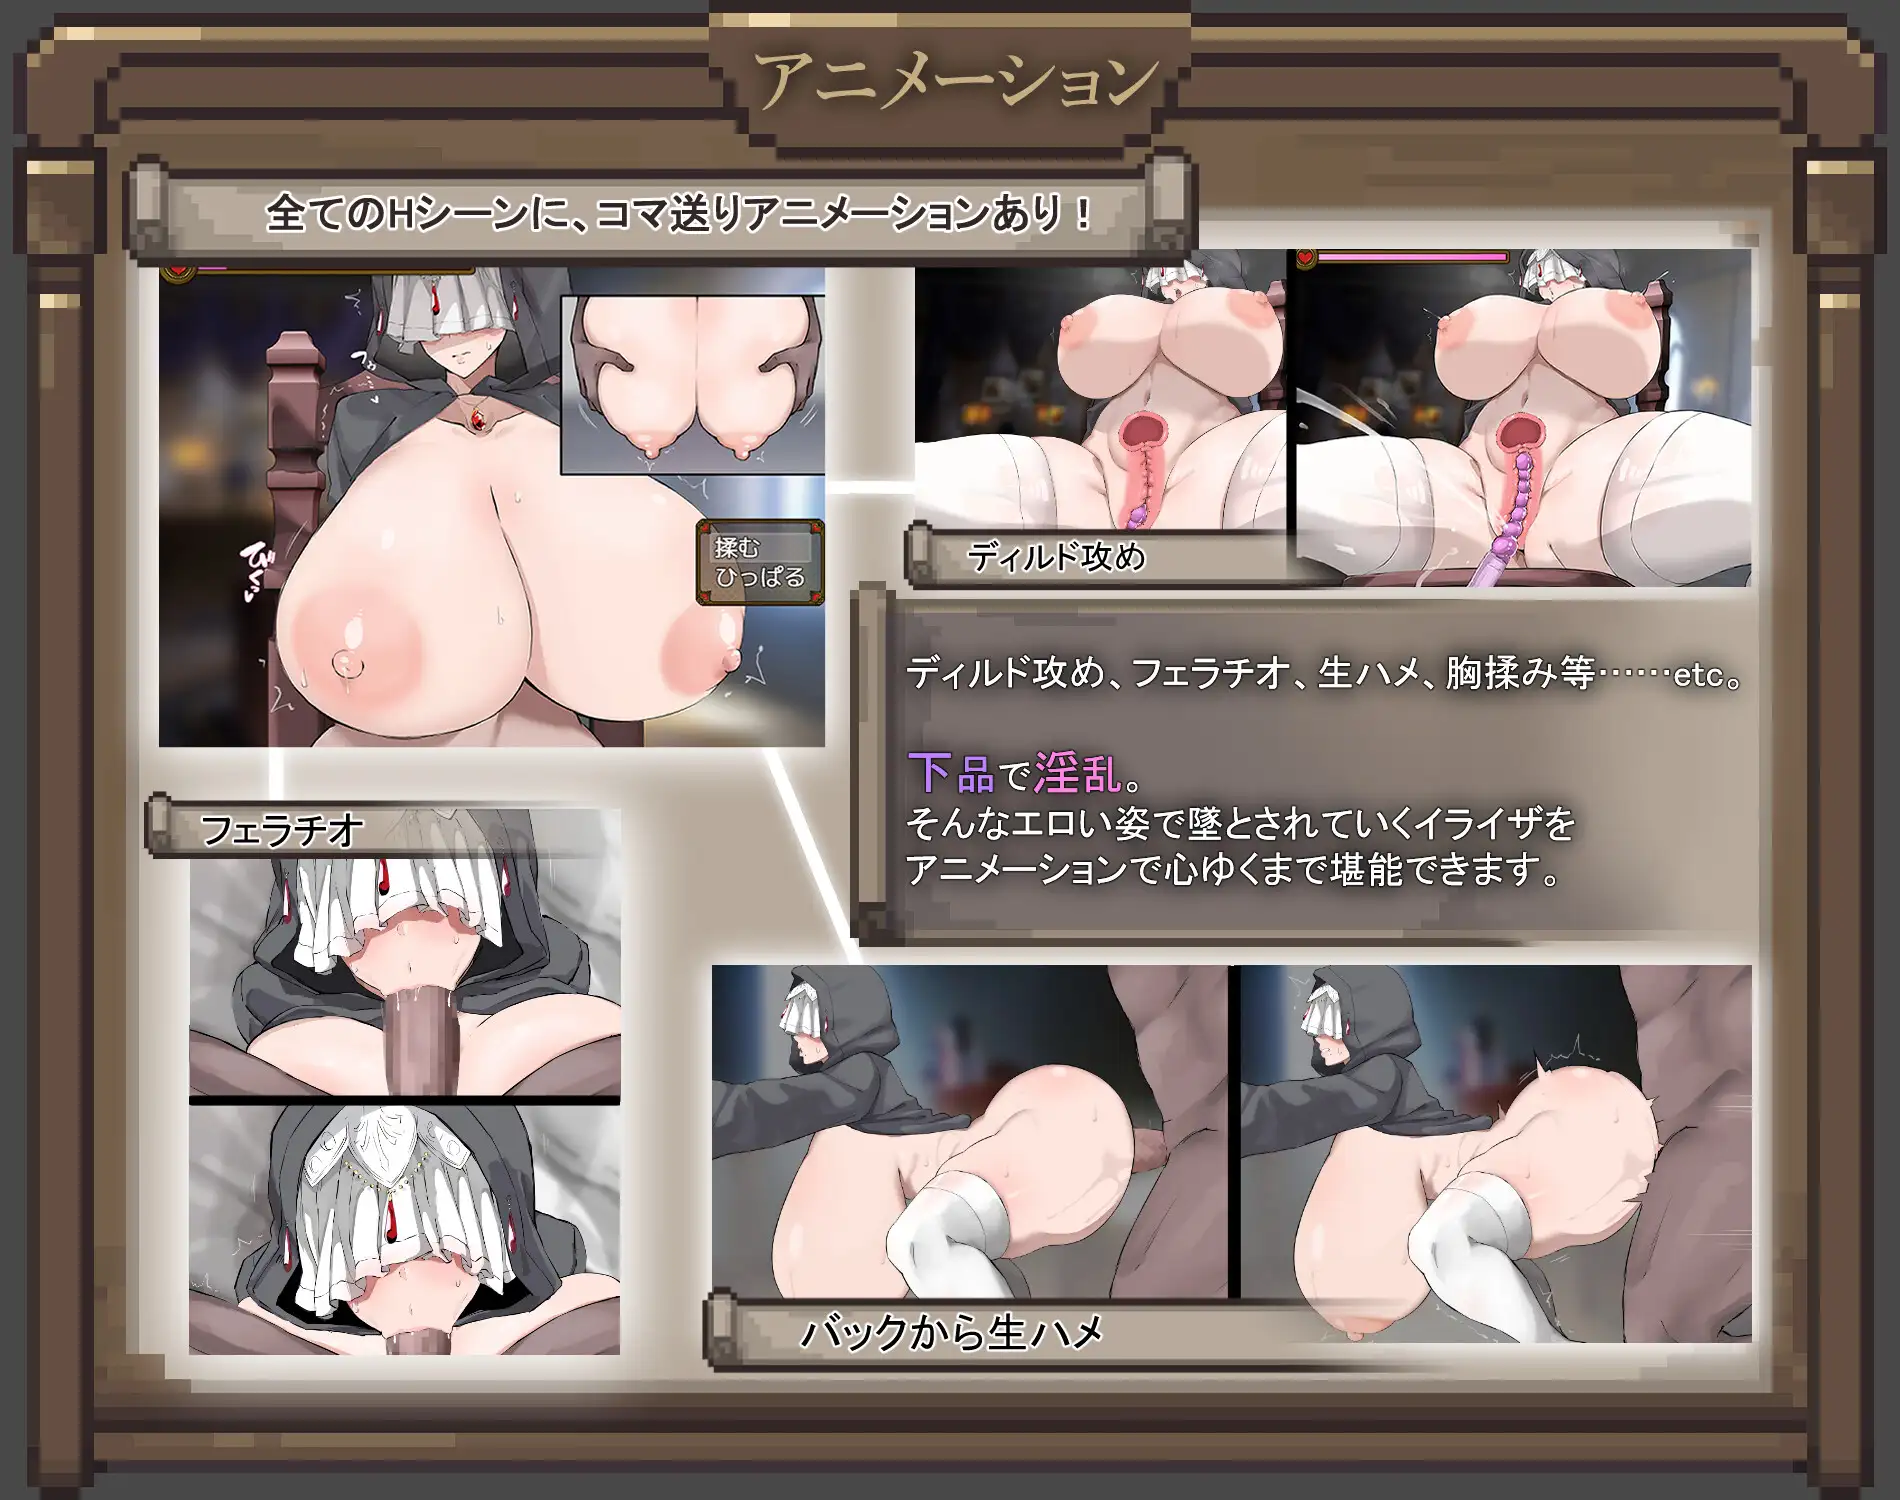 アニメーション
全てのHシーンに、コマ送りアニメーションあり！
つぅ
びくっ
揉む
ひっぱる
ディルド攻め
ディルド攻め、フェラチオ、生ハメ、胸揉み等……etc。
下品で淫乱。
そんなエロい姿で墜とされていくイライザを
アニメーションで心ゆくまで堪能できます。
フェラチオ
バックから生ハメ